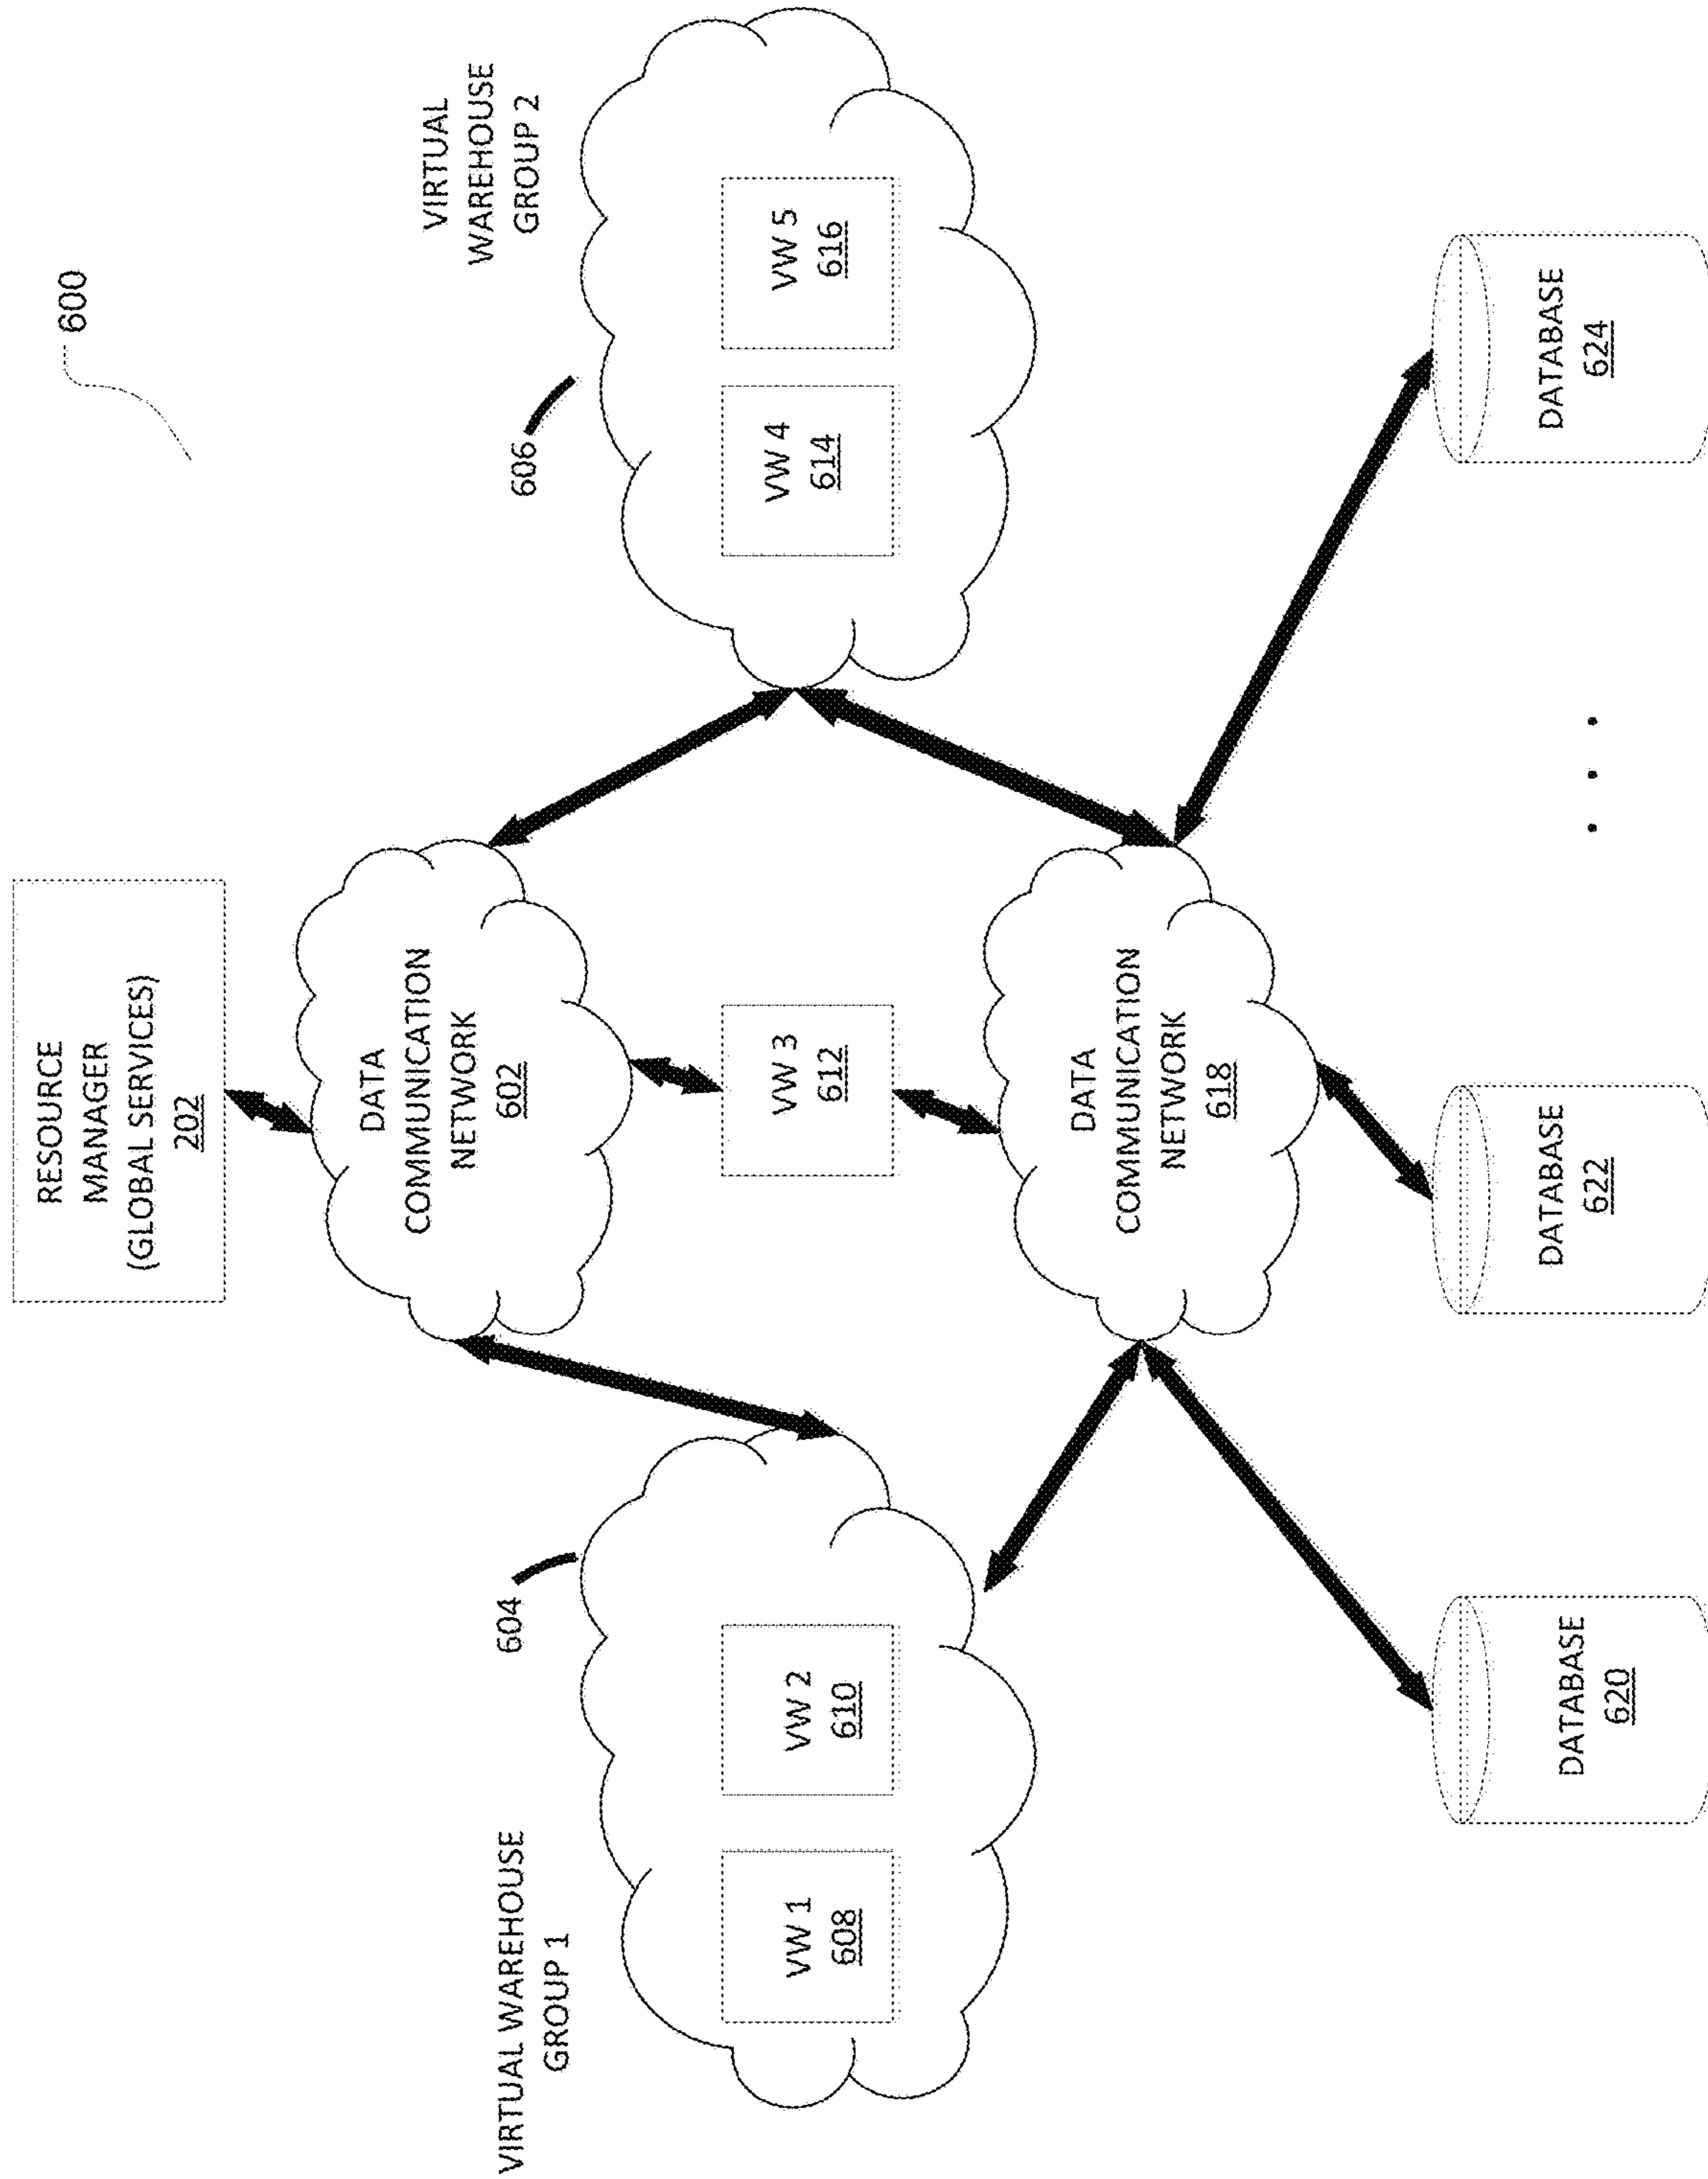 600
RESOURCE
MANAGER
(GLOBAL SERVICES)
202
VIRTUAL
WAREHOUSE
GROUP 2
606
VIRTUAL WAREHOUSE
GROUP 1
604
DATA
COMMUNICATION
NETWORK
602
VW 1
608
VW 2
610
VW 3
612
VW 4
614
VW 5
616
DATA
COMMUNICATION
NETWORK
618
DATABASE
620
DATABASE
622
. . .
DATABASE
624